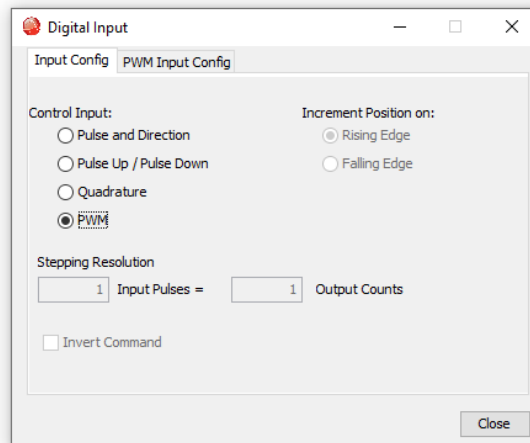 Digital Input
Input Config
PWM Input Config
Control Input:
Increment Position on:
Pulse and Direction
Rising Edge
Pulse Up / Pulse Down
Falling Edge
Quadrature
PWM
Stepping Resolution
1 Input Pulses = 1 Output Counts
Invert Command
Close